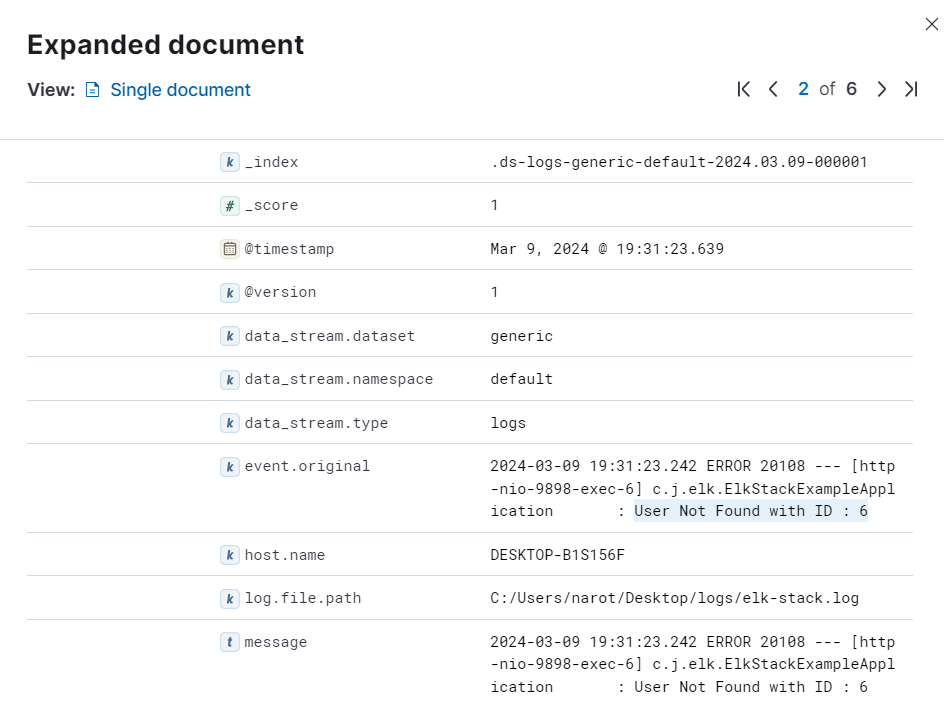 Expanded document
View: Single document
2 of 6
k _index .ds-logs-generic-default-2024.03.09-000001
# _score 1
@timestamp Mar 9, 2024 @ 19:31:23.639
k @version 1
k data_stream.dataset generic
k data_stream.namespace default
k data_stream.type logs
k event.original 2024-03-09 19:31:23.242 ERROR 20108 --- [http
-nio-9898-exec-6] c.j.elk.ElkStackExampleAppl
ication : User Not Found with ID : 6
k host.name DESKTOP-B1S156F
k log.file.path C:/Users/narot/Desktop/logs/elk-stack.log
t message 2024-03-09 19:31:23.242 ERROR 20108 --- [http
-nio-9898-exec-6] c.j.elk.ElkStackExampleAppl
ication : User Not Found with ID : 6